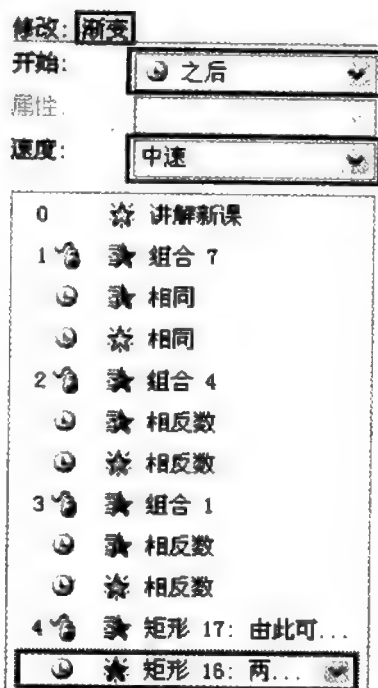 修改: 渐变
开始: 之后
属性:
速度: 中速
0 讲解新课
1 组合 7
相同
相同
2 组合 4
相反数
相反数
3 组合 1
相反数
相反数
4 矩形 17: 由此可...
矩形 16: 两...